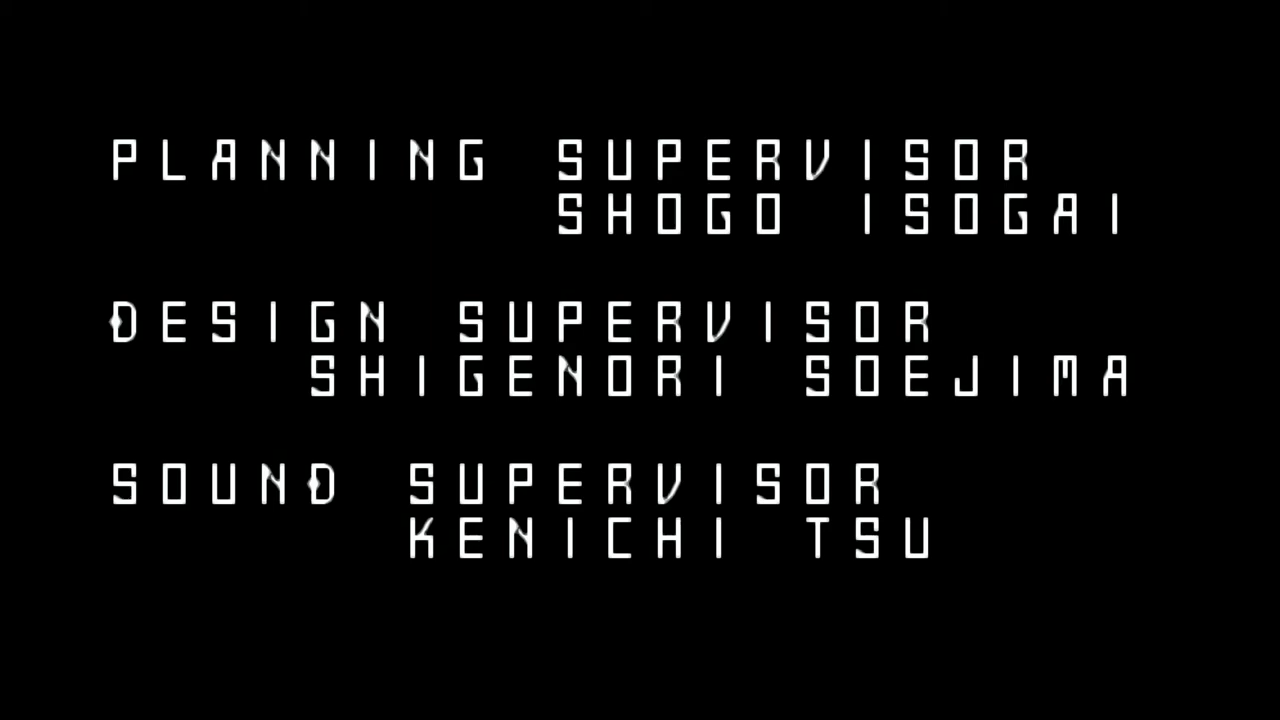 PLANNING SUPERVISOR
SHOGO ISOGAI
DESIGN SUPERVISOR
SHIGENORI SOEJIMA
SOUND SUPERVISOR
KENICHI TSU